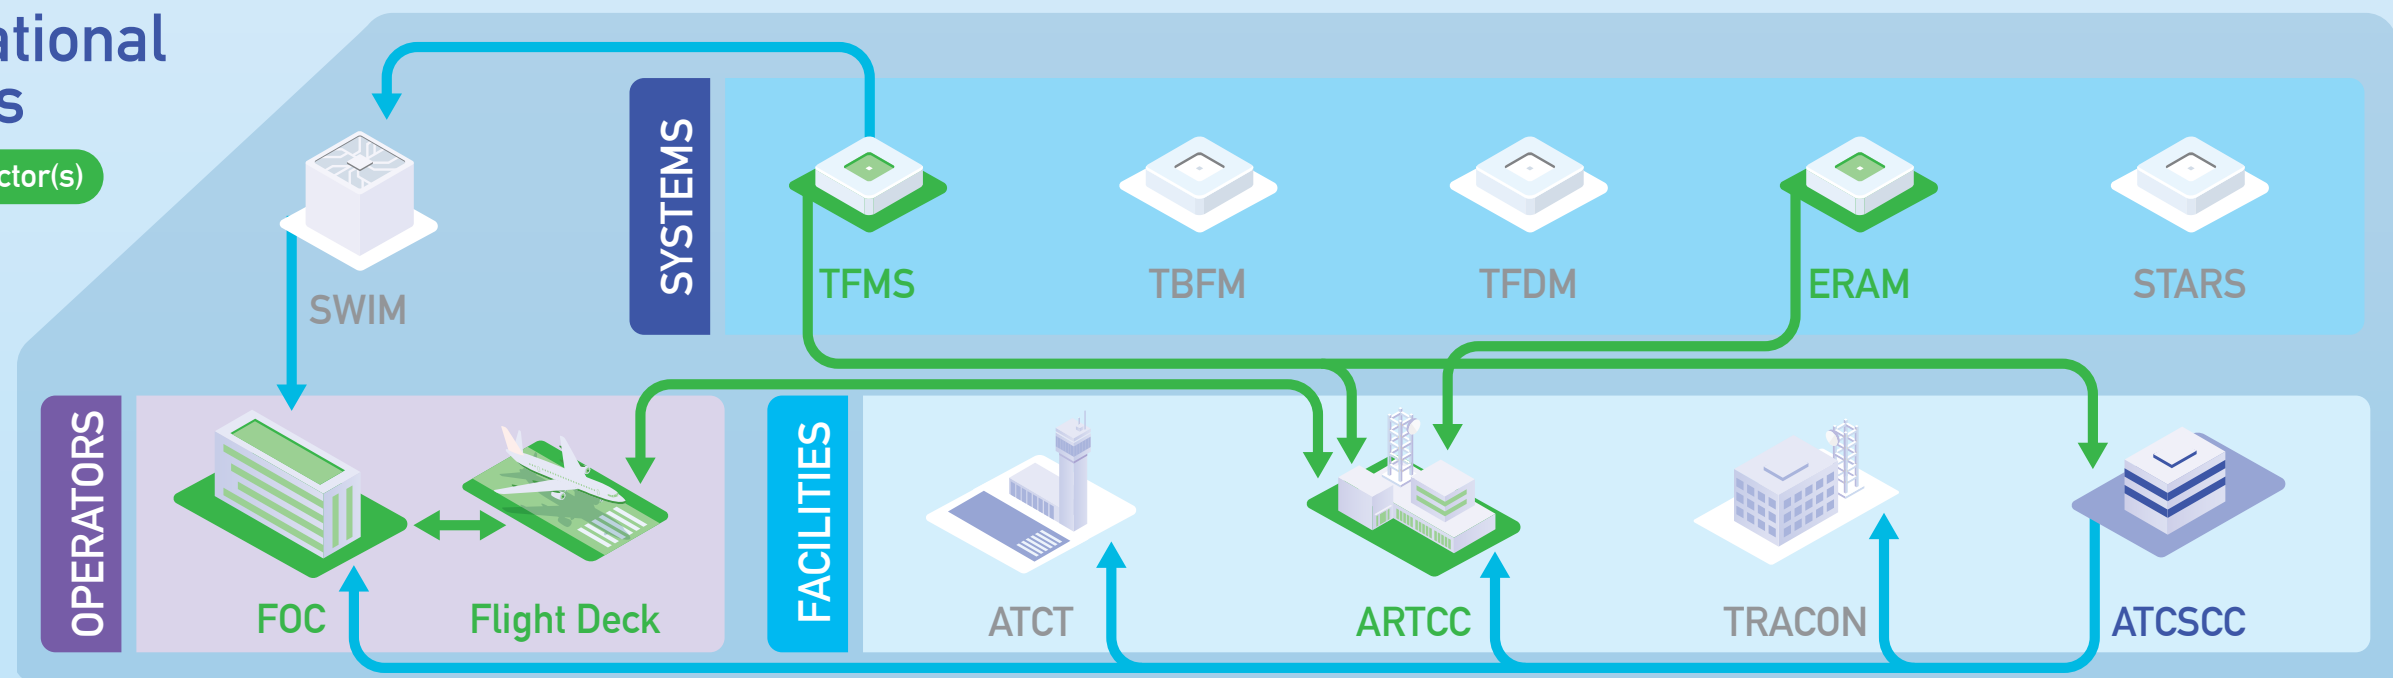 ational
s
ctor(s)
SYSTEMS
SWIM
TFMS
TBFM
TFDM
ERAM
STARS
OPERATORS
FOC
Flight Deck
FACILITIES
ATCT
ARTCC
TRACON
ATCSCC